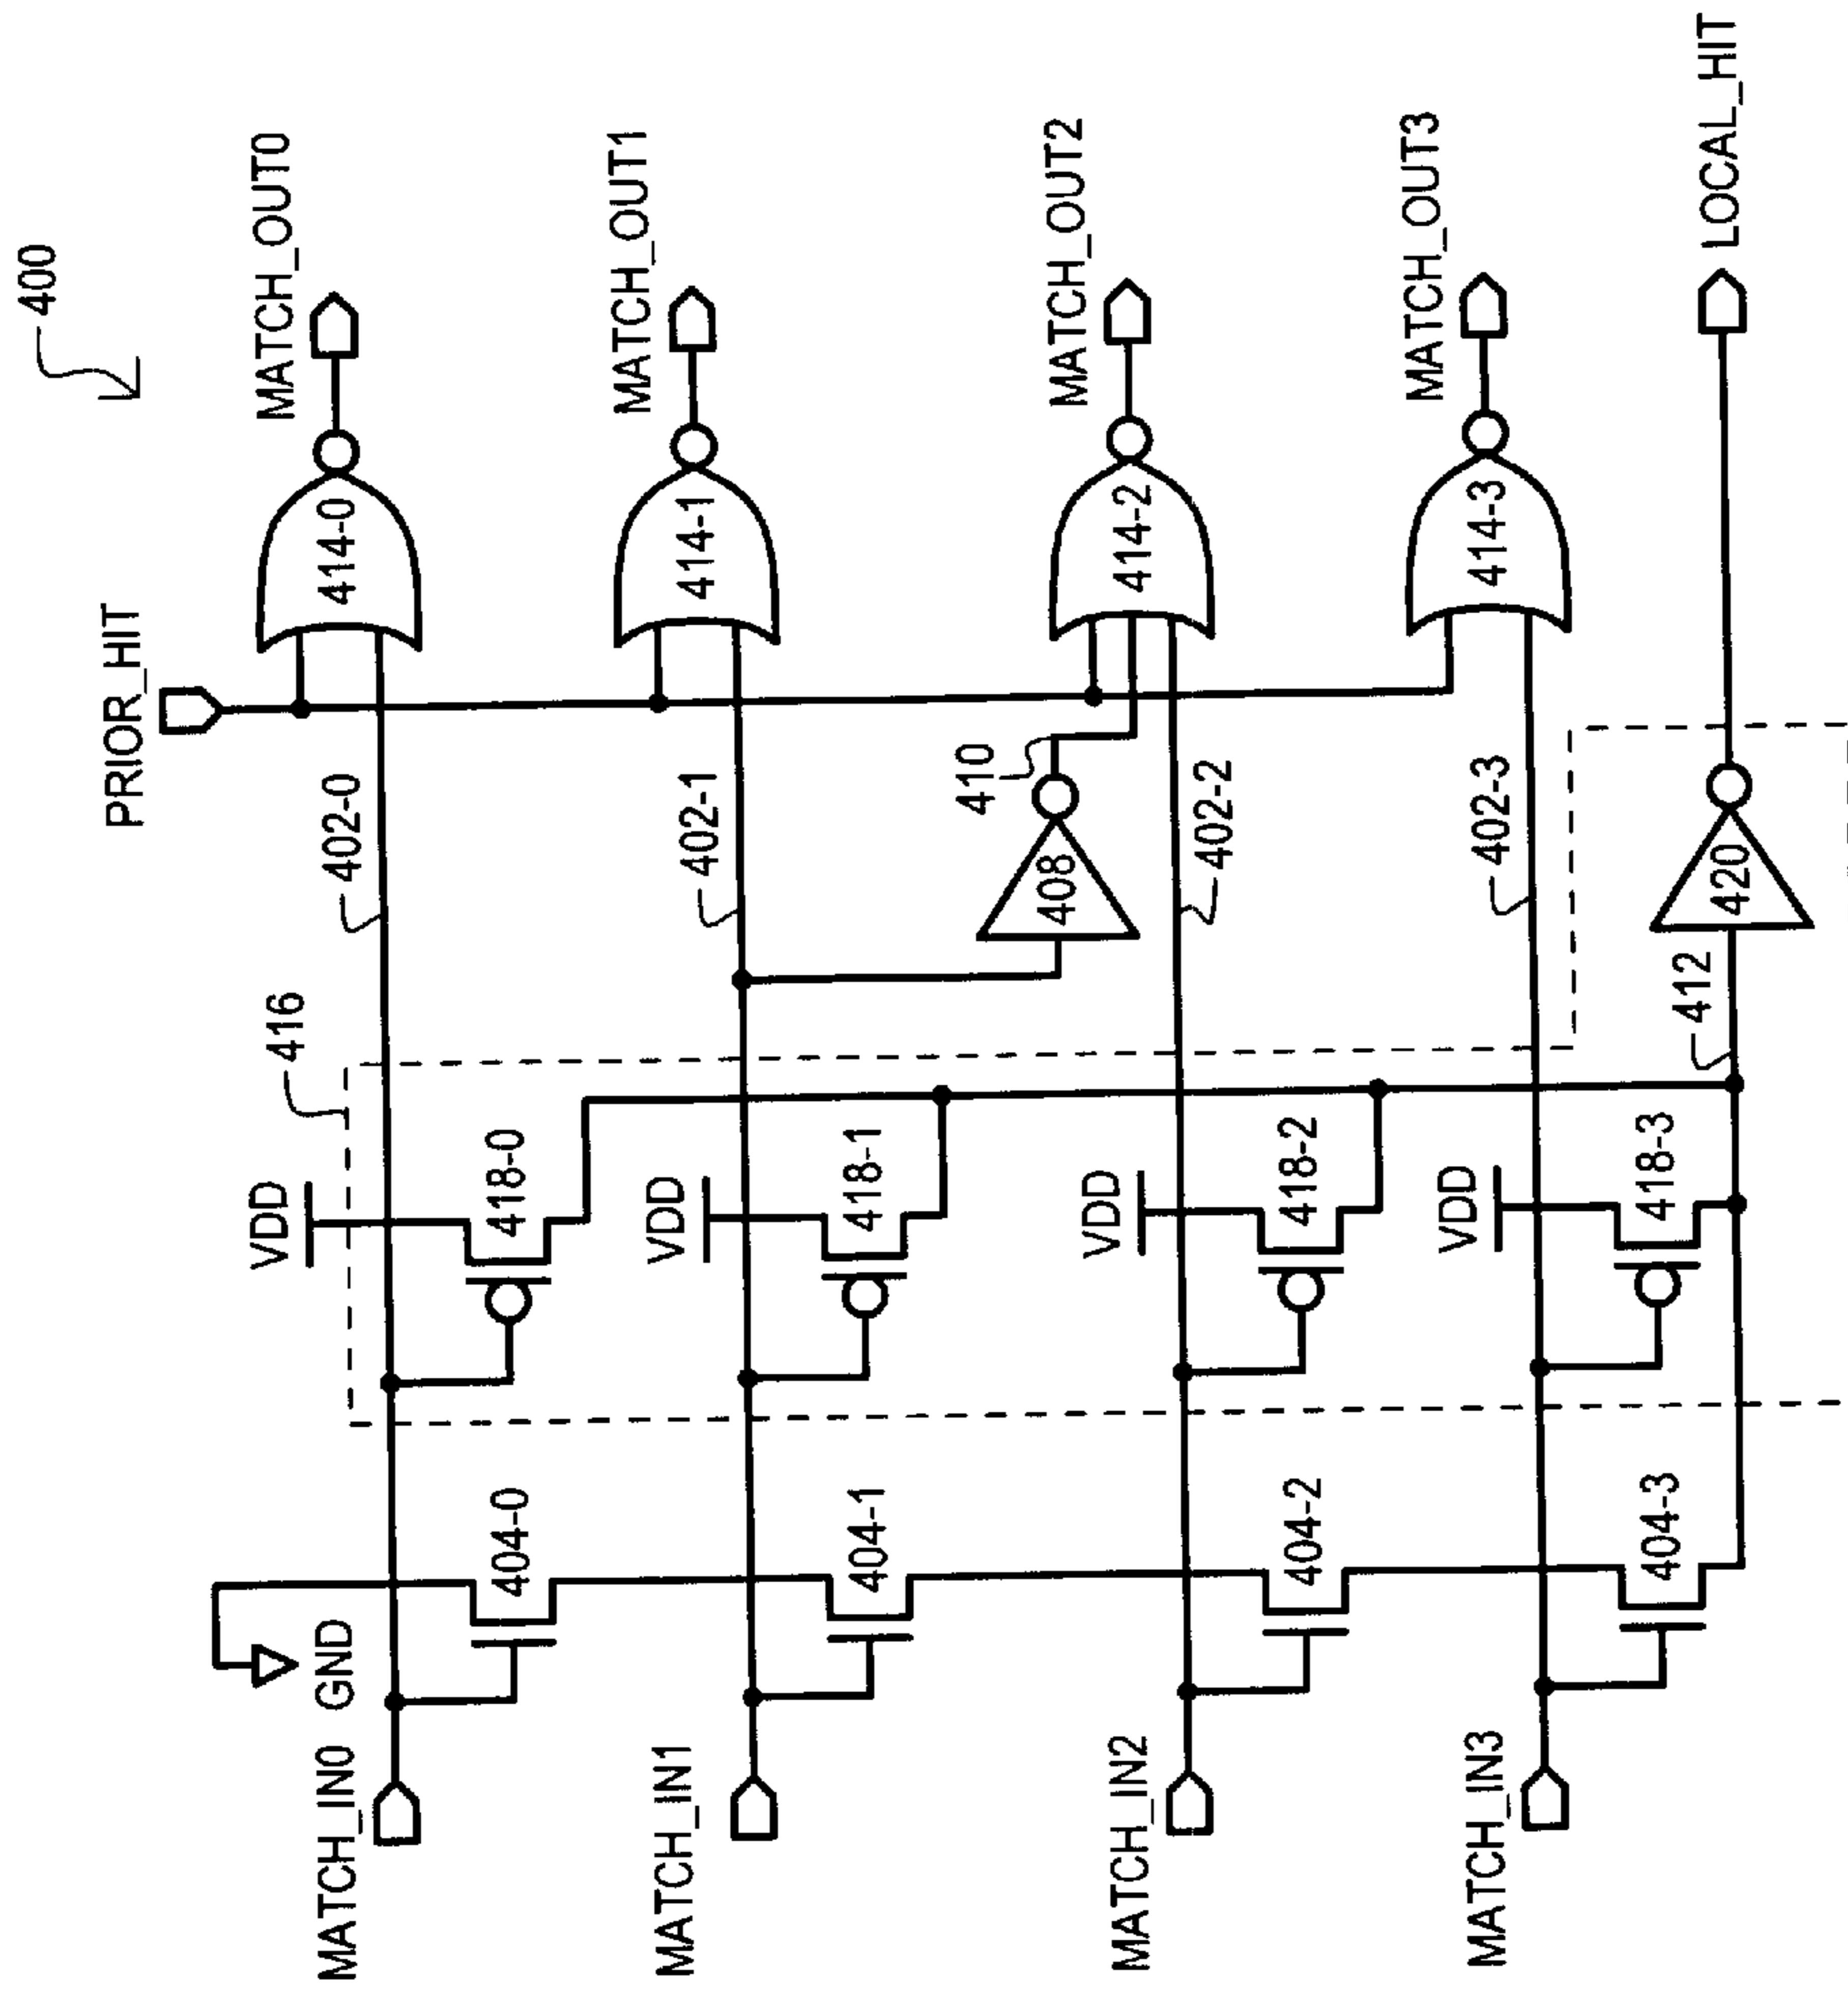 400
PRIOR_HIT
MATCH_OUT0
414-0
402-0
416
VDD
418-0
404-0
GND
MATCH_IN0
MATCH_OUT1
414-1
402-1
VDD
418-1
404-1
MATCH_IN1
410
408
MATCH_OUT2
414-2
402-2
VDD
418-2
404-2
MATCH_IN2
MATCH_OUT3
414-3
402-3
VDD
418-3
404-3
MATCH_IN3
LOCAL_HIT
420
412